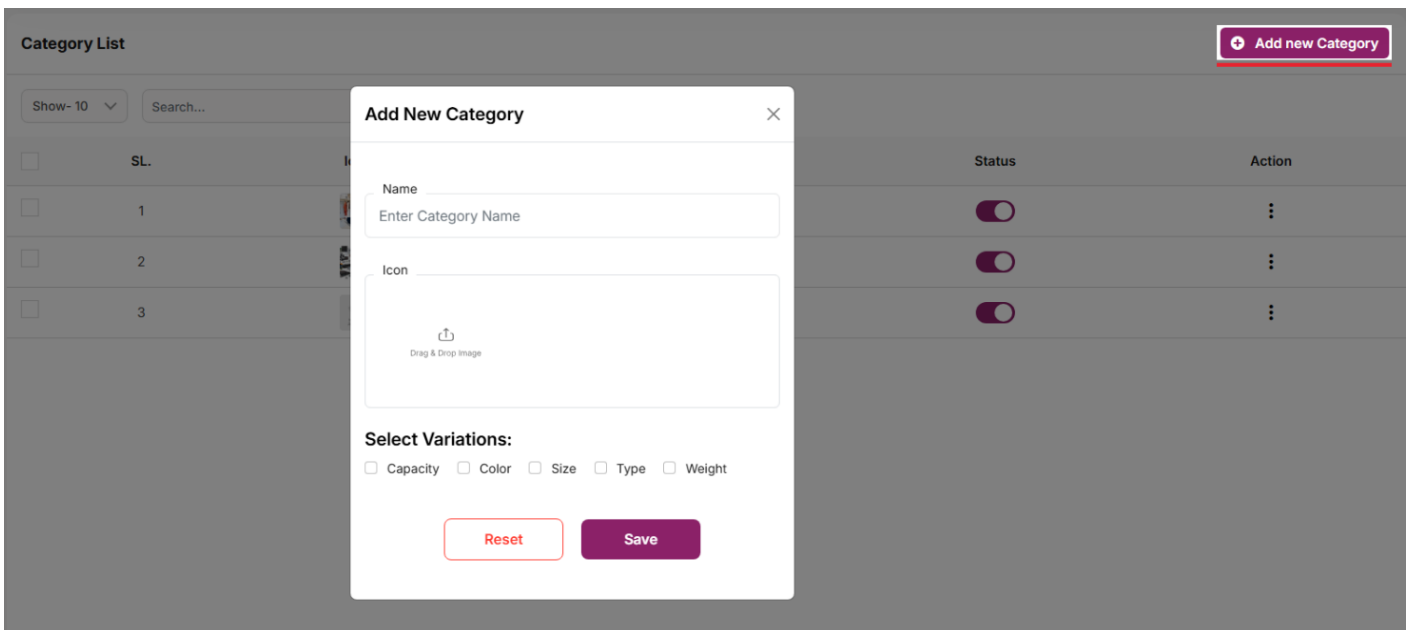 Category List
Add new Category
Show- 10
Search...
Add New Category
SL.
Status
Action
Name
Enter Category Name
1
Icon
2
Drag & Drop Image
3
Select Variations:
Capacity Color Size Type Weight
Reset Save